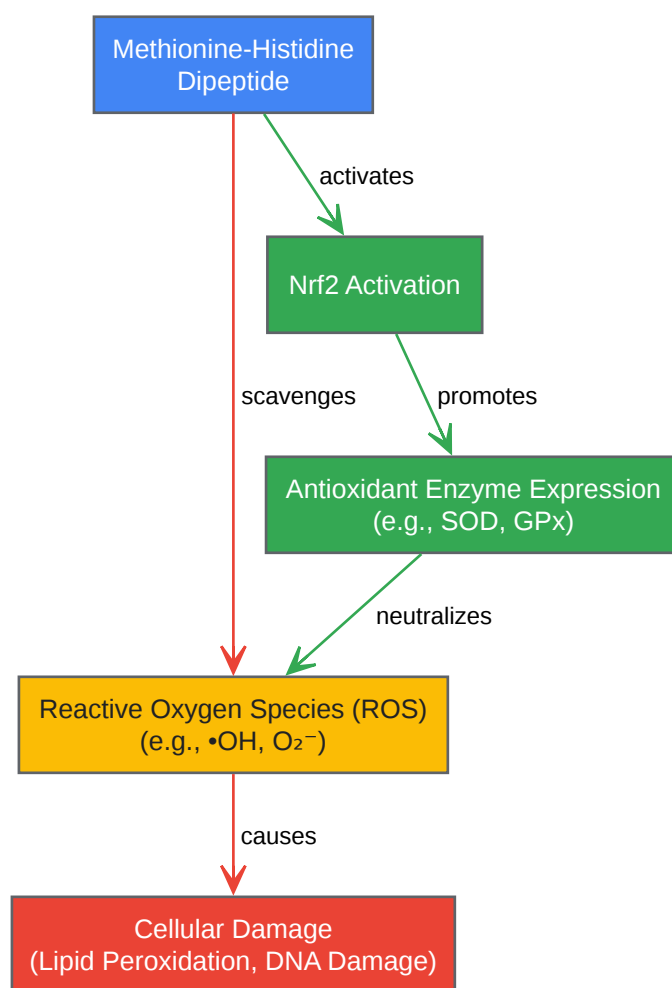 Methionine-Histidine
Dipeptide
activates
Nrf2 Activation
scavenges
promotes
Antioxidant Enzyme Expression
(e.g., SOD, GPx)
neutralizes
Reactive Oxygen Species (ROS)
(e.g., •OH, O₂⁻)
causes
Cellular Damage
(Lipid Peroxidation, DNA Damage)